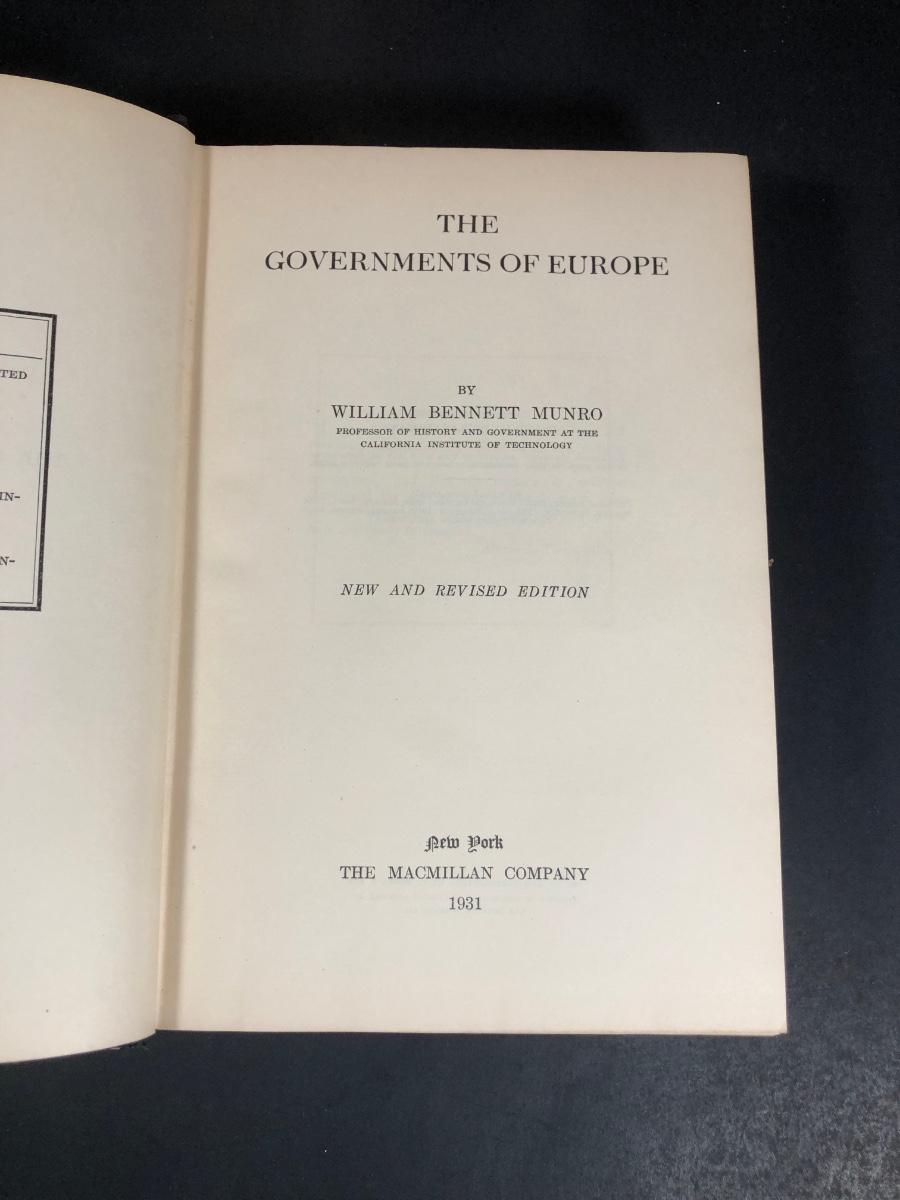 TED
IN-
N-
THE
GOVERNMENTS OF EUROPE
BY
WILLIAM BENNETT MUNRO
PROFESSOR OF HISTORY AND GOVERNMENT AT THE
CALIFORNIA INSTITUTE OF TECHNOLOGY
NEW AND REVISED EDITION
New York
THE MACMILLAN COMPANY
1931